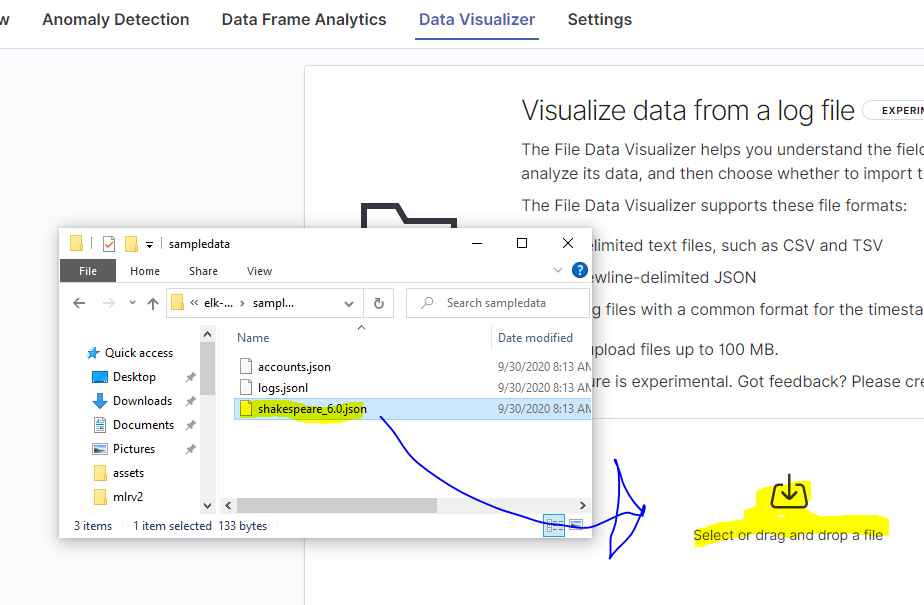 w Anomaly Detection Data Frame Analytics Data Visualizer Settings
Visualize data from a log file EXPERIN
The File Data Visualizer helps you understand the field
analyze its data, and then choose whether to import t
The File Data Visualizer supports these file formats:
elimited text files, such as CSV and TSV
ewline-delimited JSON
g files with a common format for the timesta
upload files up to 100 MB.
ure is experimental. Got feedback? Please cre
Select or drag and drop a file
sampledata
File Home Share View
?
« elk-... › sampl...
Search sampledata
Name Date modified
Quick access
Desktop
Downloads
Documents
Pictures
assets
mlrv2
accounts.json 9/30/2020 8:13 AM
logs.jsonl 9/30/2020 8:13 AM
shakespeare_6.0.json 9/30/2020 8:13 AM
3 items 1 item selected 133 bytes